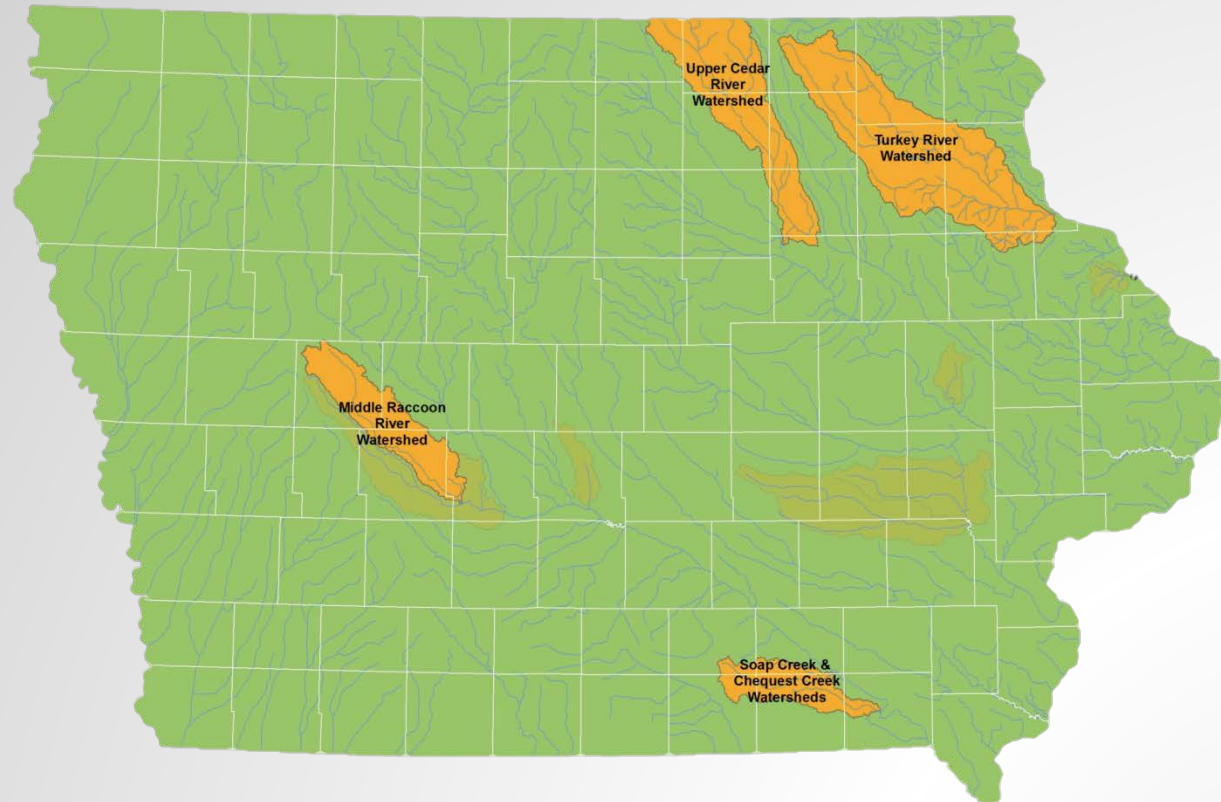 Upper Cedar
River
Watershed
Turkey River
Watershed
Middle Raccoon
River
Watershed
Soap Creek &
Chequest Creek
Watersheds